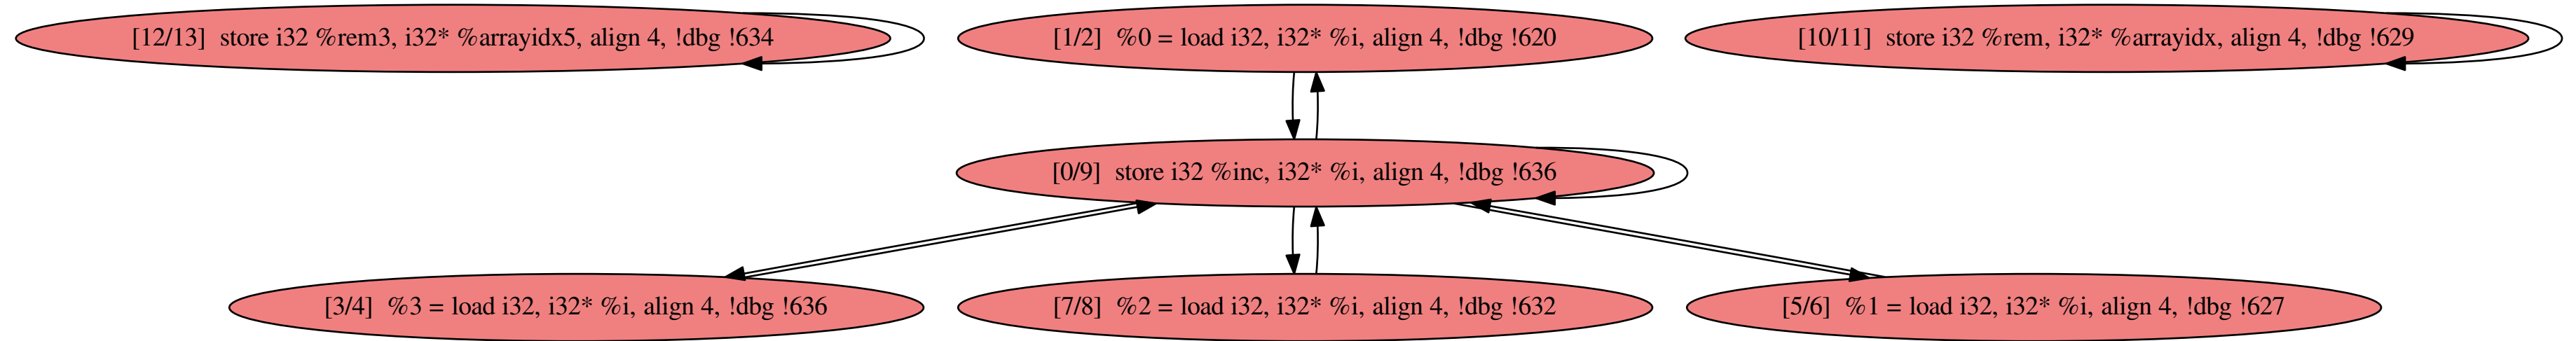 [12/13]  store i32 %rem3, i32* %arrayidx5, align 4, !dbg !634
[1/2]  %0 = load i32, i32* %i, align 4, !dbg !620
[10/11]  store i32 %rem, i32* %arrayidx, align 4, !dbg !629
[0/9]  store i32 %inc, i32* %i, align 4, !dbg !636
[3/4]  %3 = load i32, i32* %i, align 4, !dbg !636
[7/8]  %2 = load i32, i32* %i, align 4, !dbg !632
[5/6]  %1 = load i32, i32* %i, align 4, !dbg !627